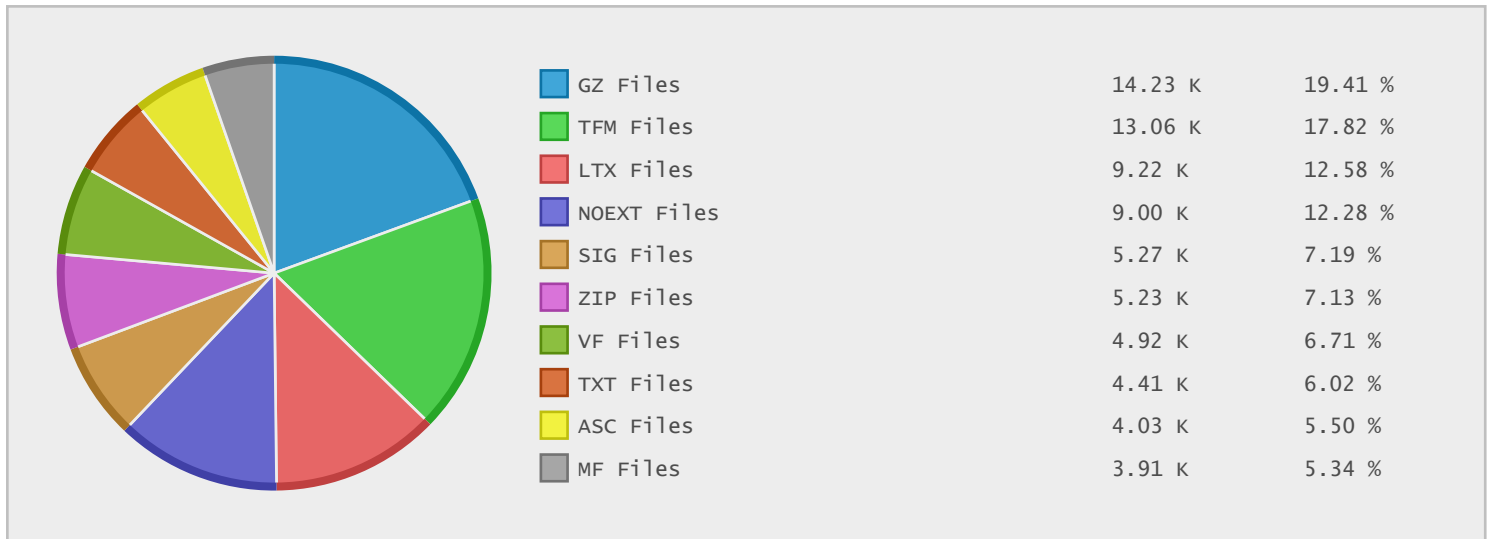 GZ Files 14.23 K 19.41 %
TFM Files 13.06 K 17.82 %
LTX Files 9.22 K 12.58 %
NOEXT Files 9.00 K 12.28 %
SIG Files 5.27 K 7.19 %
ZIP Files 5.23 K 7.13 %
VF Files 4.92 K 6.71 %
TXT Files 4.41 K 6.02 %
ASC Files 4.03 K 5.50 %
MF Files 3.91 K 5.34 %